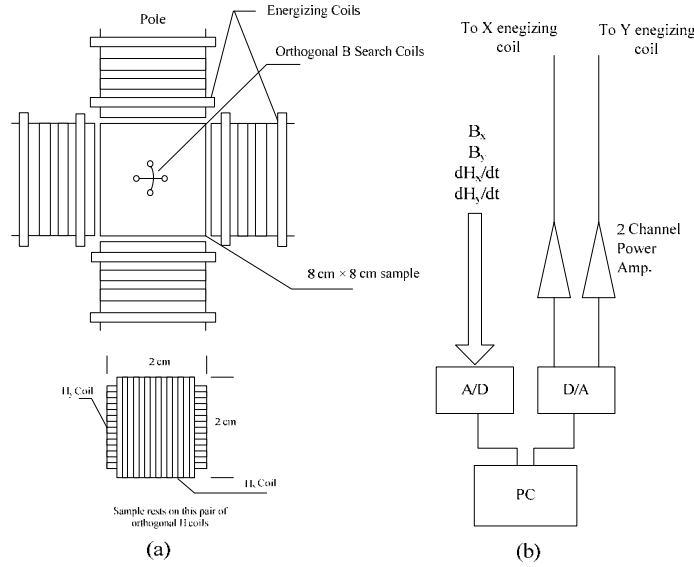 Pole
Energizing Coils
Orthogonal B Search Coils
8 cm × 8 cm sample
2 cm
Hy Coil
2 cm
Hx Coil
Sample rests on this pair of
orthogonal H coils
(a)
To X enegizing
coil
To Y energizing
coil
Bx
By
dHx/dt
dHy/dt
2 Channel
Power
Amp.
A/D
D/A
PC
(b)